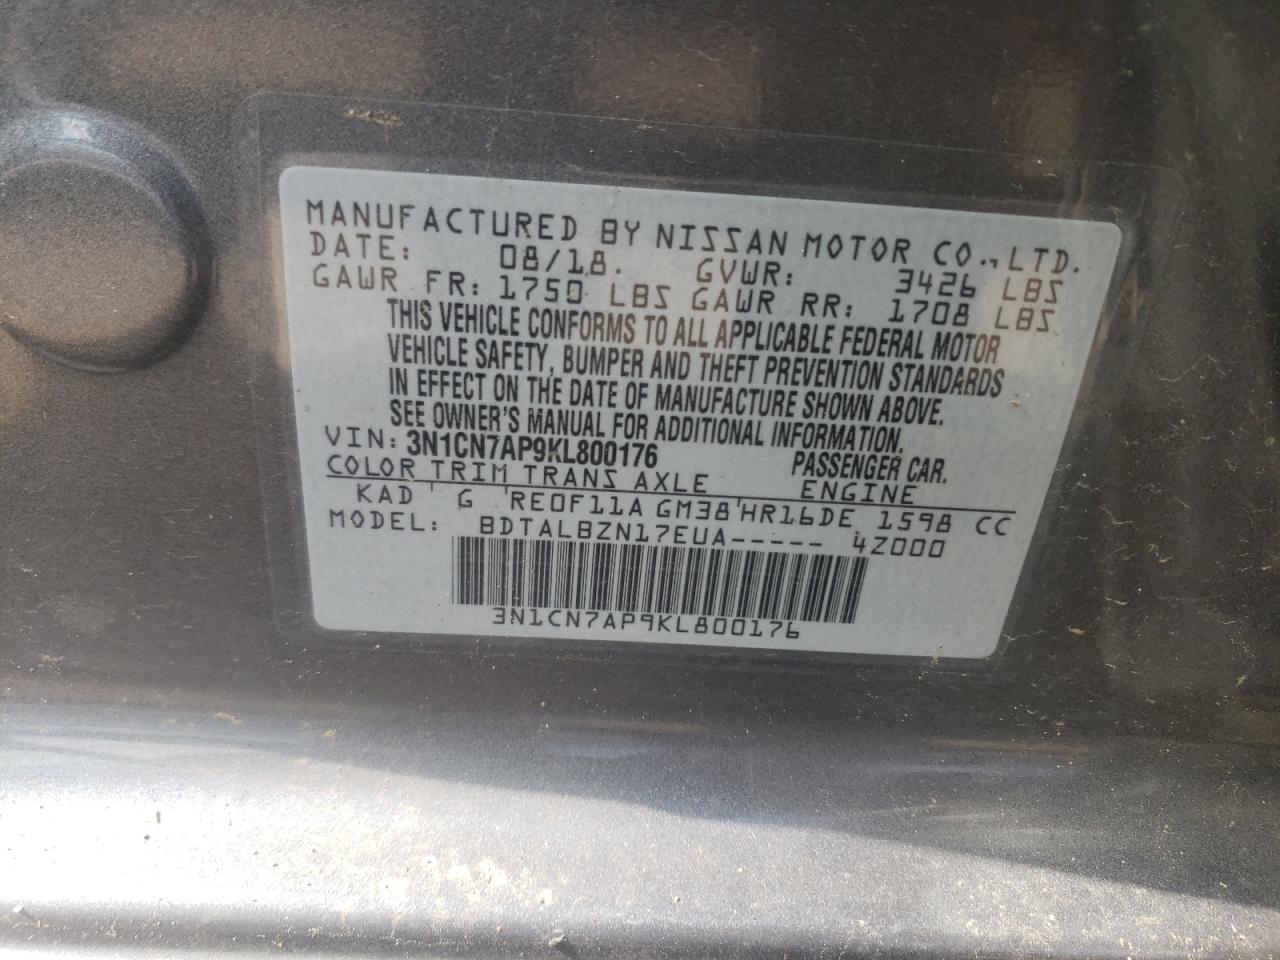 MANUFACTURED BY NISSAN MOTOR CO., LTD.
DATE: 08/18. GVWR: 3426 LBS
GAWR FR: 1750 LBS GAWR RR: 1708 LBS
THIS VEHICLE CONFORMS TO ALL APPLICABLE FEDERAL MOTOR
VEHICLE SAFETY, BUMPER AND THEFT PREVENTION STANDARDS
IN EFFECT ON THE DATE OF MANUFACTURE SHOWN ABOVE.
SEE OWNER'S MANUAL FOR ADDITIONAL INFORMATION.
VIN: 3N1CN7AP9KL800176 PASSENGER CAR.
COLOR TRIM TRANS AXLE ENGINE
KAD ' G 'RE0F11A GM38'HR16DE 1598 CC
MODEL: BDTALBZN17EUA----- 4Z000
3N1CN7AP9KL800176